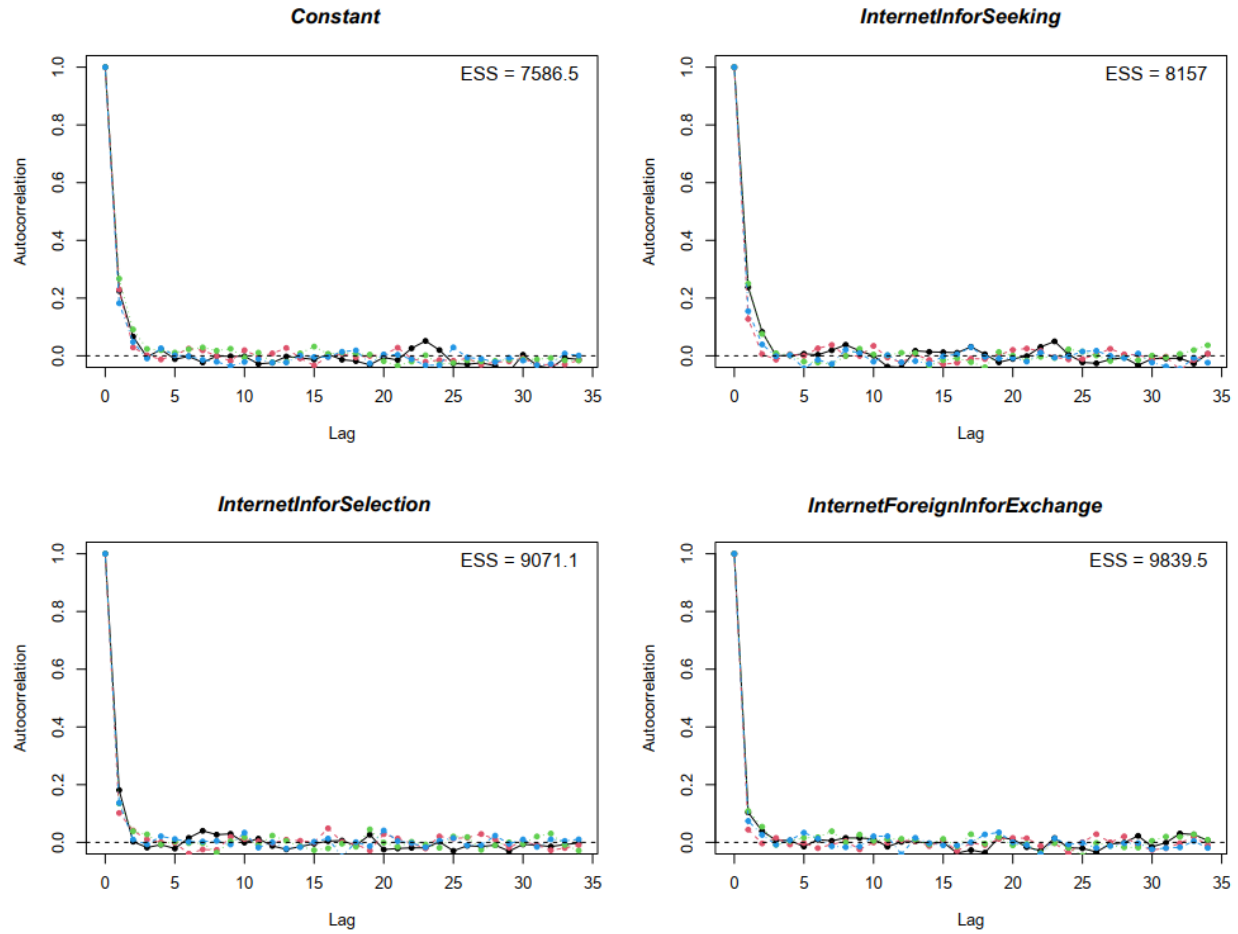 Constant
ESS = 7586.5
Autocorrelation
1.0
0.8
0.6
0.4
0.2
0.0
0 5 10 15 20 25 30 35
Lag
InternetInforSeeking
ESS = 8157
Autocorrelation
1.0
0.8
0.6
0.4
0.2
0.0
0 5 10 15 20 25 30 35
Lag
InternetInforSelection
ESS = 9071.1
Autocorrelation
1.0
0.8
0.6
0.4
0.2
0.0
0 5 10 15 20 25 30 35
Lag
InternetForeignInforExchange
ESS = 9839.5
Autocorrelation
1.0
0.8
0.6
0.4
0.2
0.0
0 5 10 15 20 25 30 35
Lag